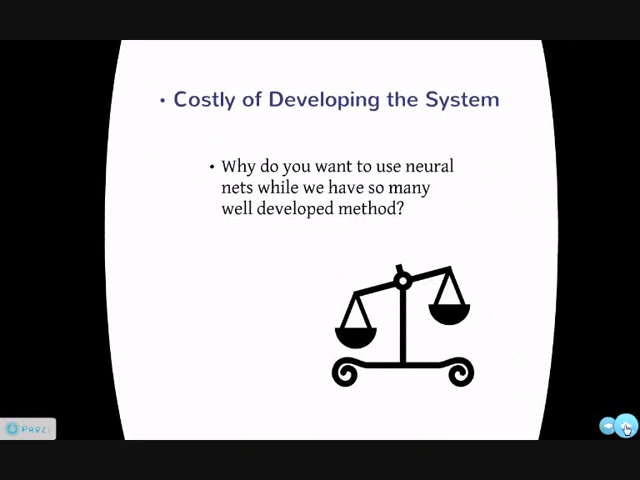 • Costly of Developing the System
• Why do you want to use neural
nets while we have so many
well developed method?